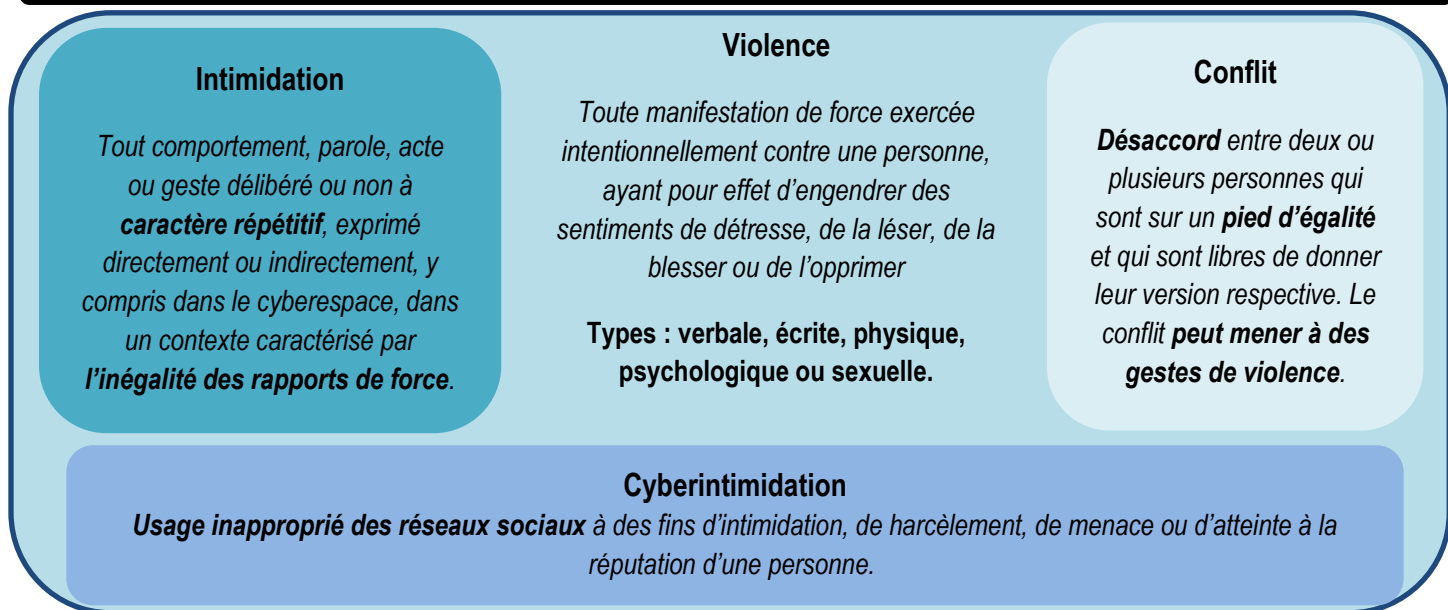 Intimidation
Tout comportement, parole, acte
ou geste délibéré ou non à
caractère répétitif, exprimé
directement ou indirectement, y
compris dans le cyberespace, dans
un contexte caractérisé par
l’inégalité des rapports de force.
Violence
Toute manifestation de force exercée
intentionnellement contre une personne,
ayant pour effet d’engendrer des
sentiments de détresse, de la léser, de la
blesser ou de l’opprimer
Types : verbale, écrite, physique,
psychologique ou sexuelle.
Conflit
Désaccord entre deux ou
plusieurs personnes qui
sont sur un pied d’égalité
et qui sont libres de donner
leur version respective. Le
conflit peut mener à des
gestes de violence.
Cyberintimidation
Usage inapproprié des réseaux sociaux à des fins d’intimidation, de harcèlement, de menace ou d’atteinte à la
réputation d’une personne.